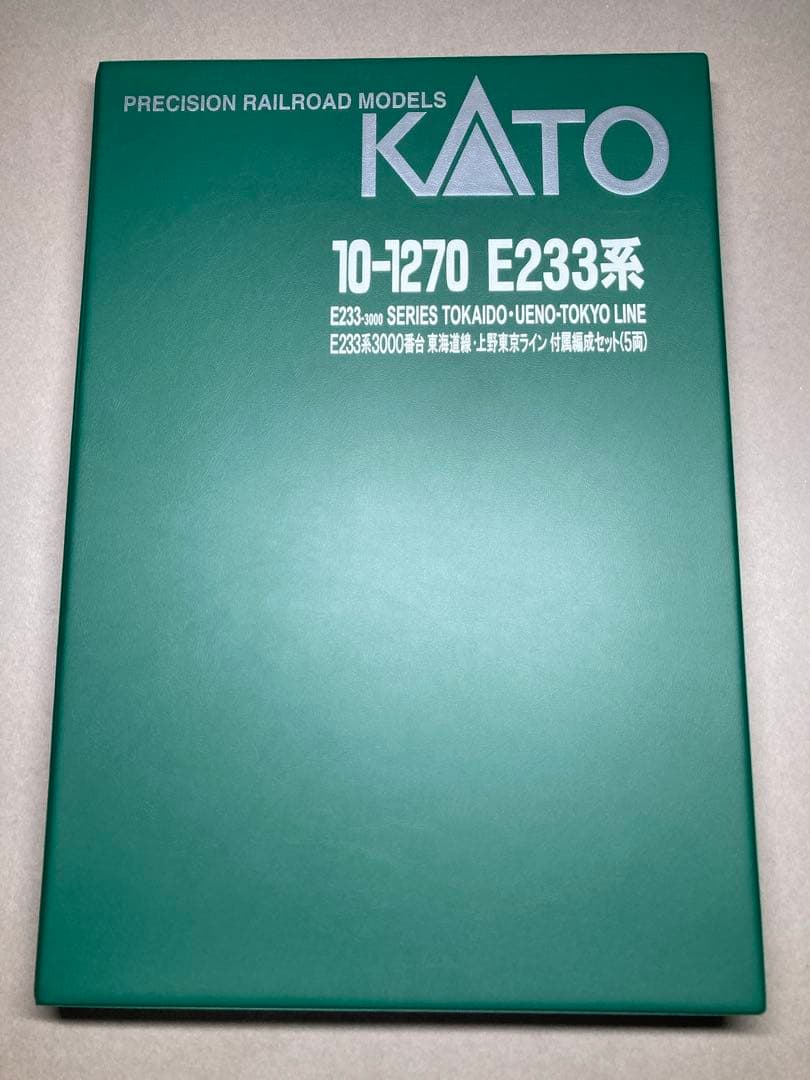 PRECISION RAILROAD MODELS
KATO
10-1270 E233系
E233-3000 SERIES TOKAIDO・UENO-TOKYO LINE
E233系3000番台 東海道線・上野東京ライン 付属編成セット(5両)